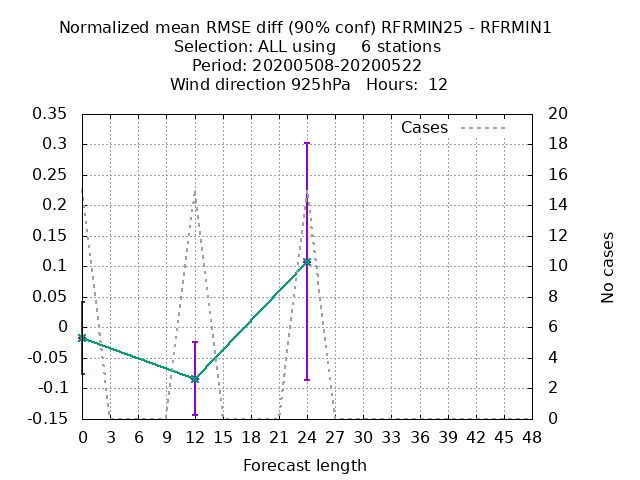 Normalized mean RMSE diff (90% conf) RFRMIN25 - RFRMIN1
Selection: ALL using     6 stations
Period: 20200508-20200522
Wind direction 925hPa   Hours:  12
Cases
0.35
0.3
0.25
0.2
0.15
0.1
0.05
0
-0.05
-0.1
-0.15
20
18
16
14
12
10
8
6
4
2
0
No cases
0 3 6 9 12 15 18 21 24 27 30 33 36 39 42 45 48
Forecast length